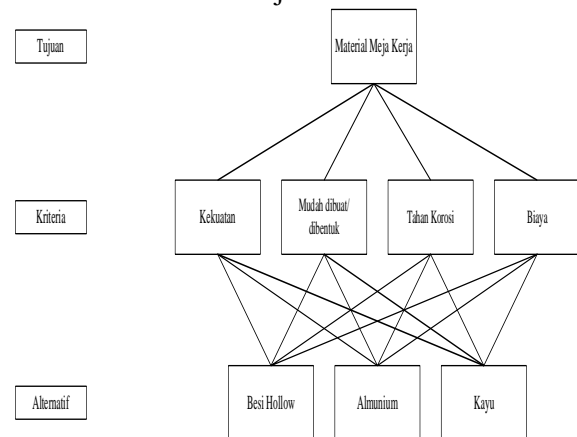 Tujuan
Material Meja Kerja
Kriteria
Kekuatan
Mudah dibuat/
dibentuk
Tahan Korosi
Biaya
Alternatif
Besi Hollow
Almunium
Kayu